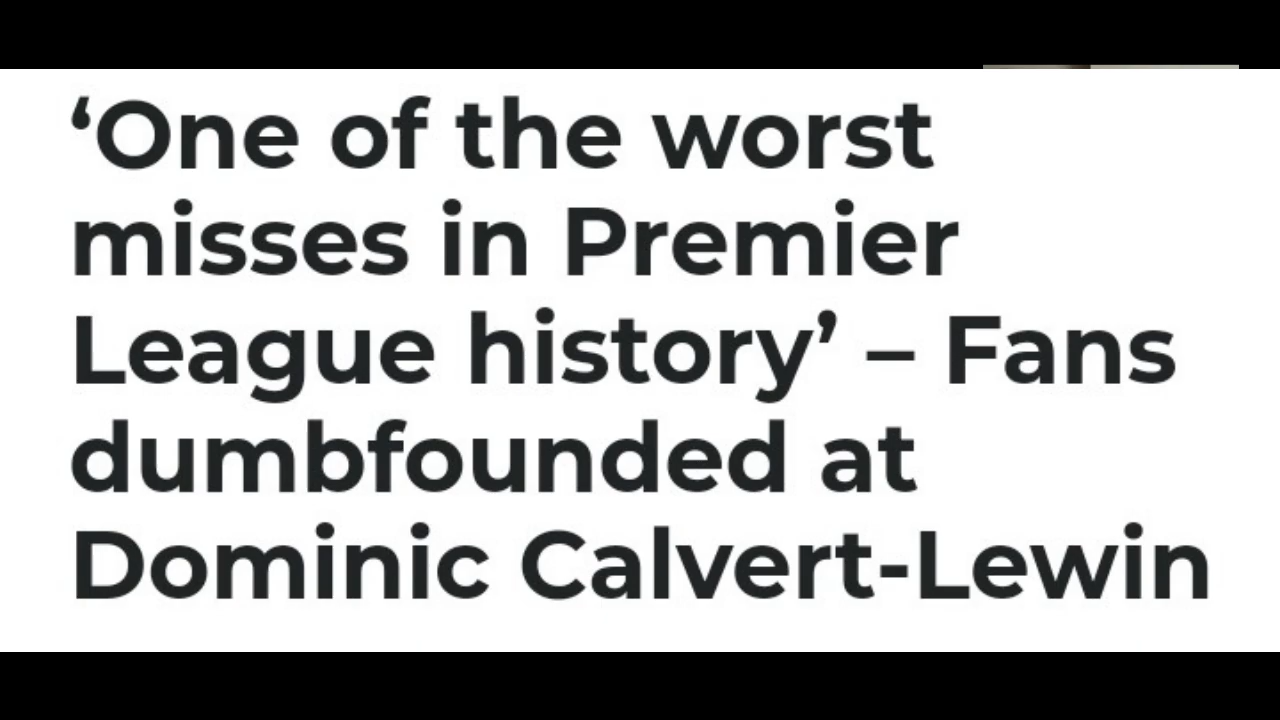 ‘One of the worst
misses in Premier
League history’ – Fans
dumbfounded at
Dominic Calvert-Lewin